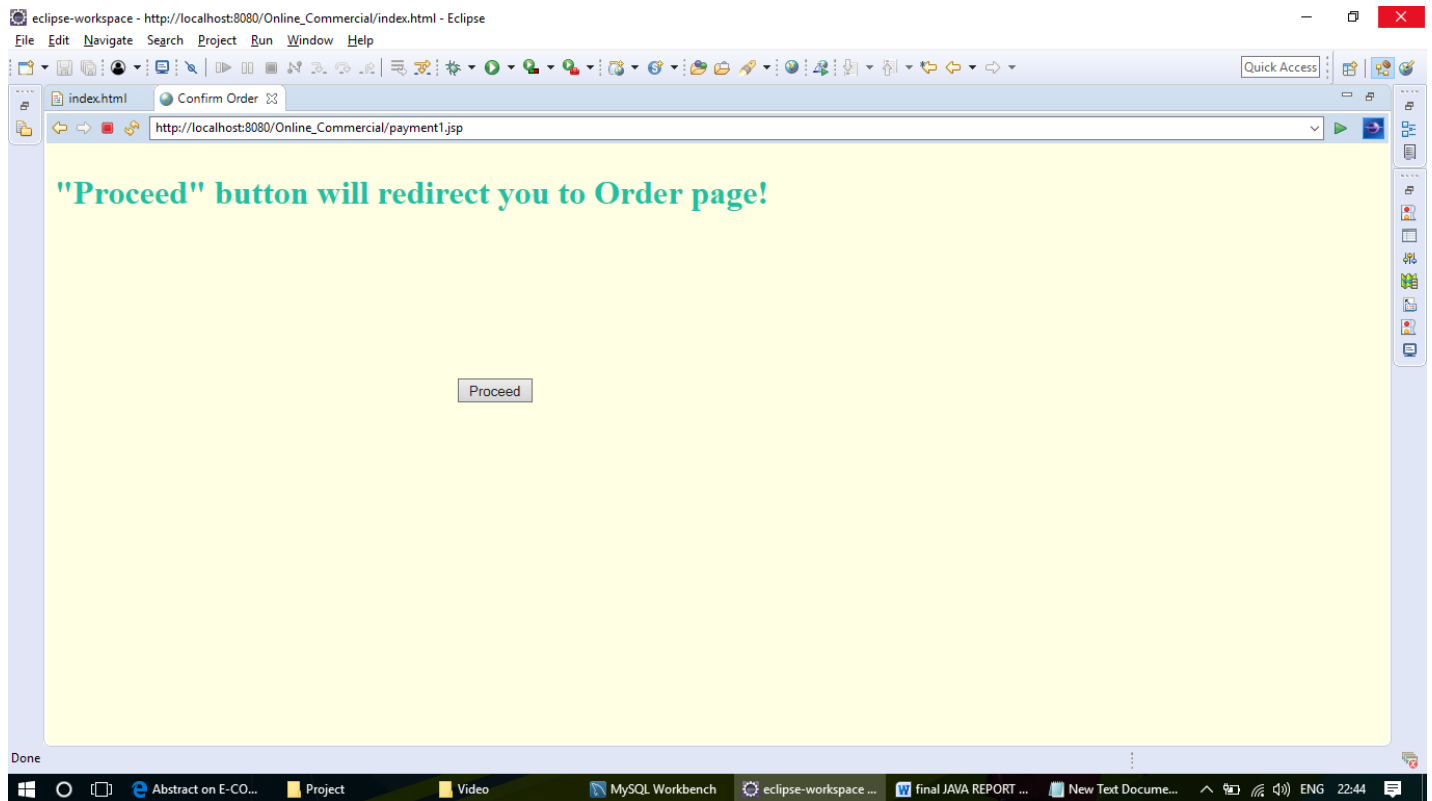 eclipse-workspace - http://localhost:8080/Online_Commercial/index.html - Eclipse
File Edit Navigate Search Project Run Window Help
Quick Access
index.html Confirm Order
http://localhost:8080/Online_Commercial/payment1.jsp
"Proceed" button will redirect you to Order page!
Proceed
Done
Abstract on E-CO... Project Video MySQL Workbench eclipse-workspace ... final JAVA REPORT ... New Text Docume... ENG 22:44